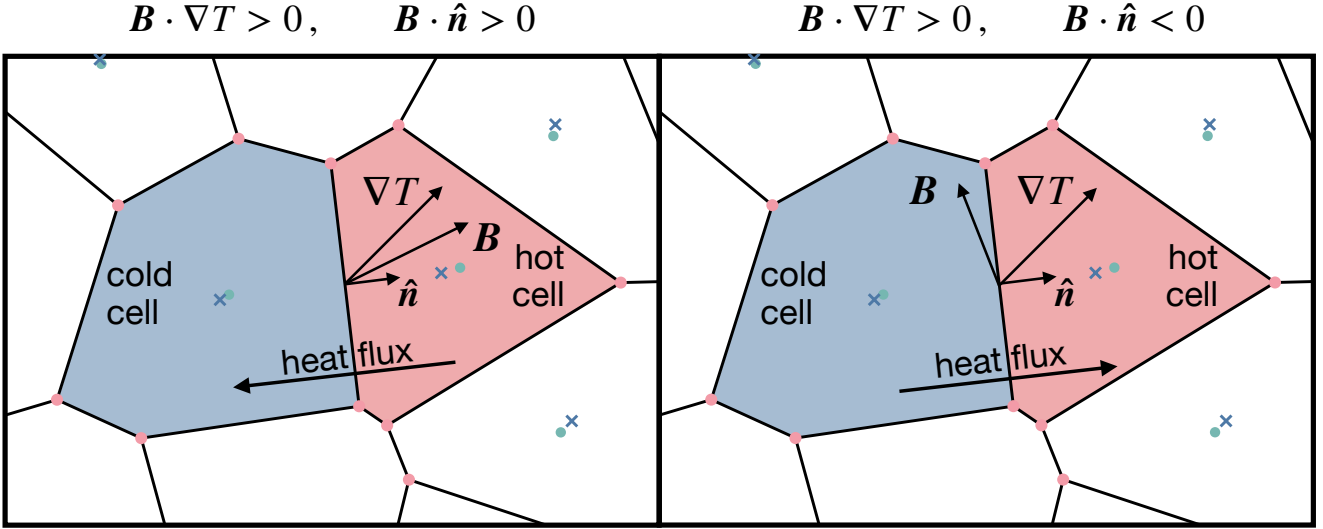 B · ∇T > 0 ,   B · n̂ > 0
∇T
B
n̂
hot
cell
cold
cell
heat flux
B · ∇T > 0 ,   B · n̂ < 0
B
∇T
n̂
hot
cell
cold
cell
heat flux